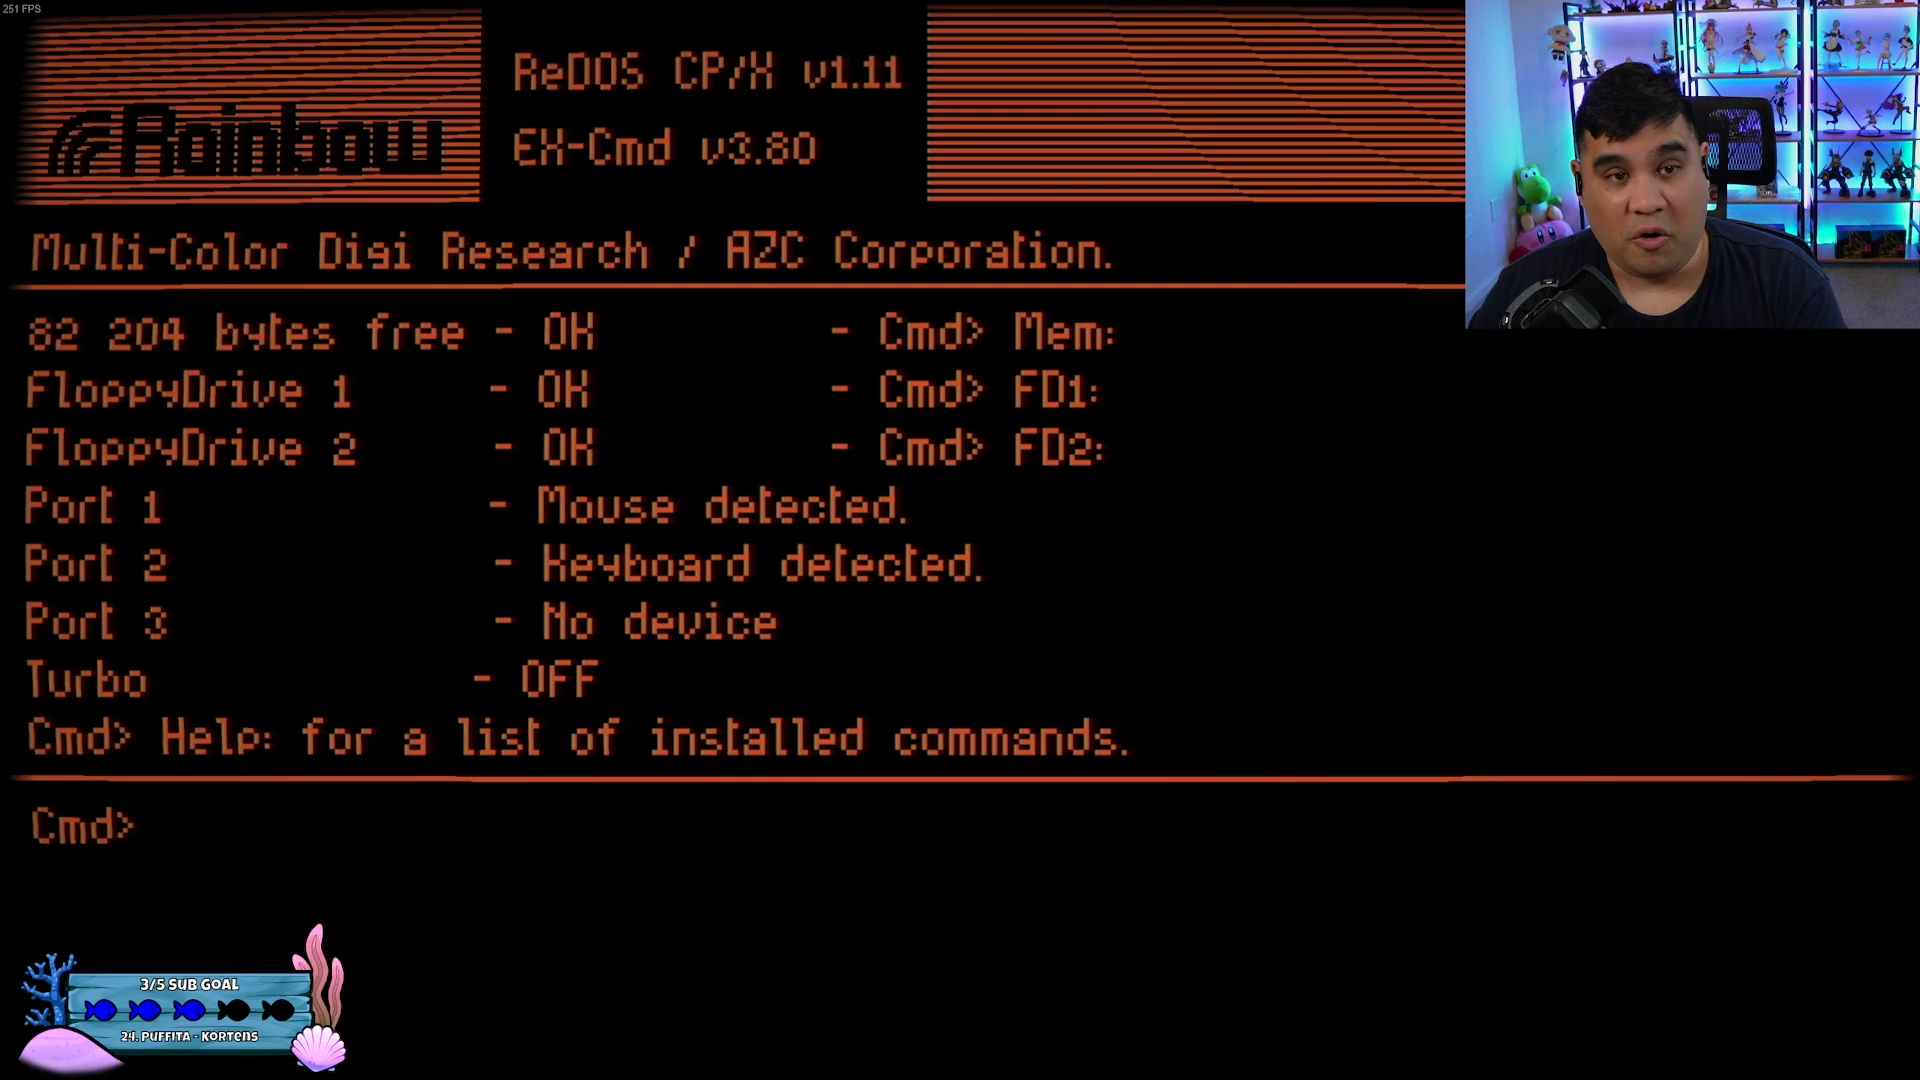 251 FPS
Rainbow
ReDOS CP/X v1.11
EX-Cmd v3.80
Multi-Color Digi Research / AZC Corporation.
82 204 bytes free - OK - Cmd> Mem:
FloppyDrive 1 - OK - Cmd> FD1:
FloppyDrive 2 - OK - Cmd> FD2:
Port 1 - Mouse detected.
Port 2 - Keyboard detected.
Port 3 - No device
Turbo - OFF
Cmd> Help: for a list of installed commands.
Cmd>
3/5 SUB GOAL
24. PUFFITA - KORTENS